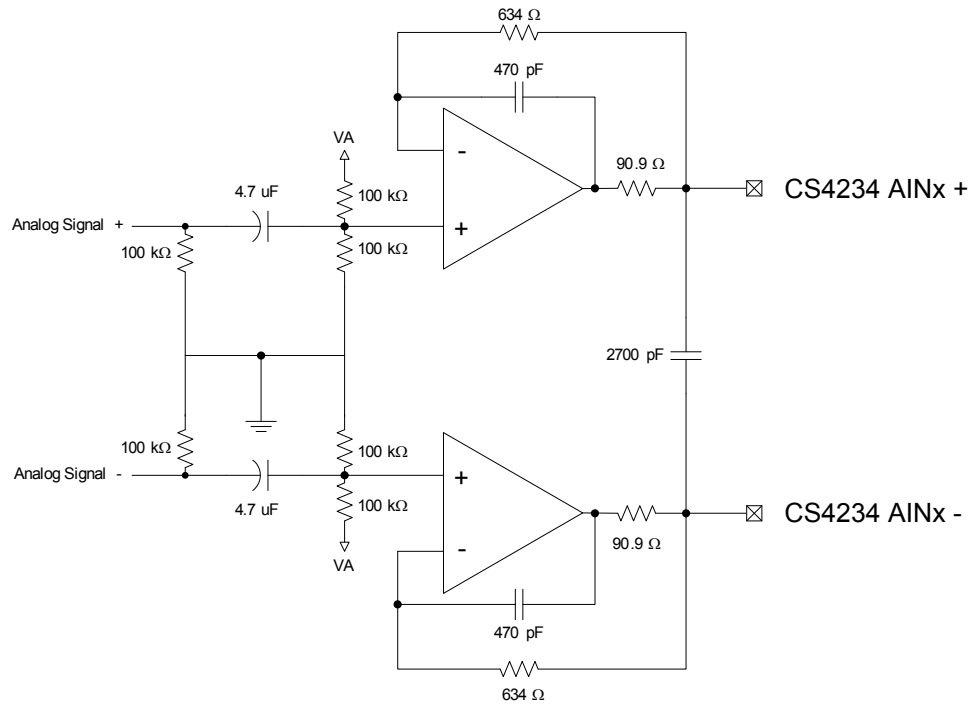 634 Ω
470 pF
VA
90.9 Ω
4.7 uF
100 kΩ
CS4234 AINx +
-
Analog Signal +
+
100 kΩ
100 kΩ
2700 pF
100 kΩ
100 kΩ
Analog Signal -
+
4.7 uF
100 kΩ
CS4234 AINx -
90.9 Ω
-
VA
470 pF
634 Ω